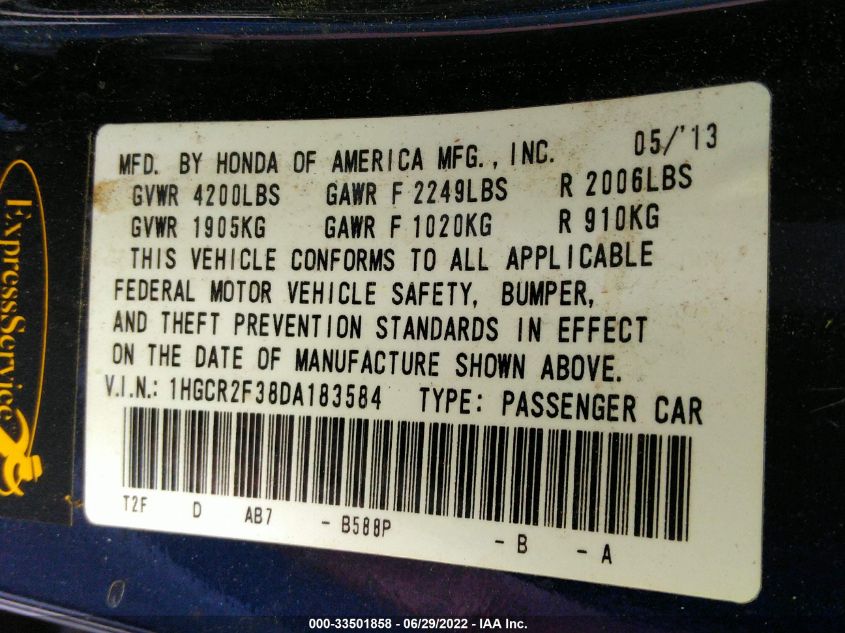 MFD. BY HONDA OF AMERICA MFG., INC. 05/'13
GVWR 4200LBS GAWR F 2249LBS R 2006LBS
GVWR 1905KG GAWR F 1020KG R 910KG
THIS VEHICLE CONFORMS TO ALL APPLICABLE
FEDERAL MOTOR VEHICLE SAFETY, BUMPER,
AND THEFT PREVENTION STANDARDS IN EFFECT
ON THE DATE OF MANUFACTURE SHOWN ABOVE.
V.I.N.: 1HGCR2F38DA183584 TYPE: PASSENGER CAR
T2F D AB7 - B588P - B - A
ExpressService
000-33501858 - 06/29/2022 - IAA Inc.